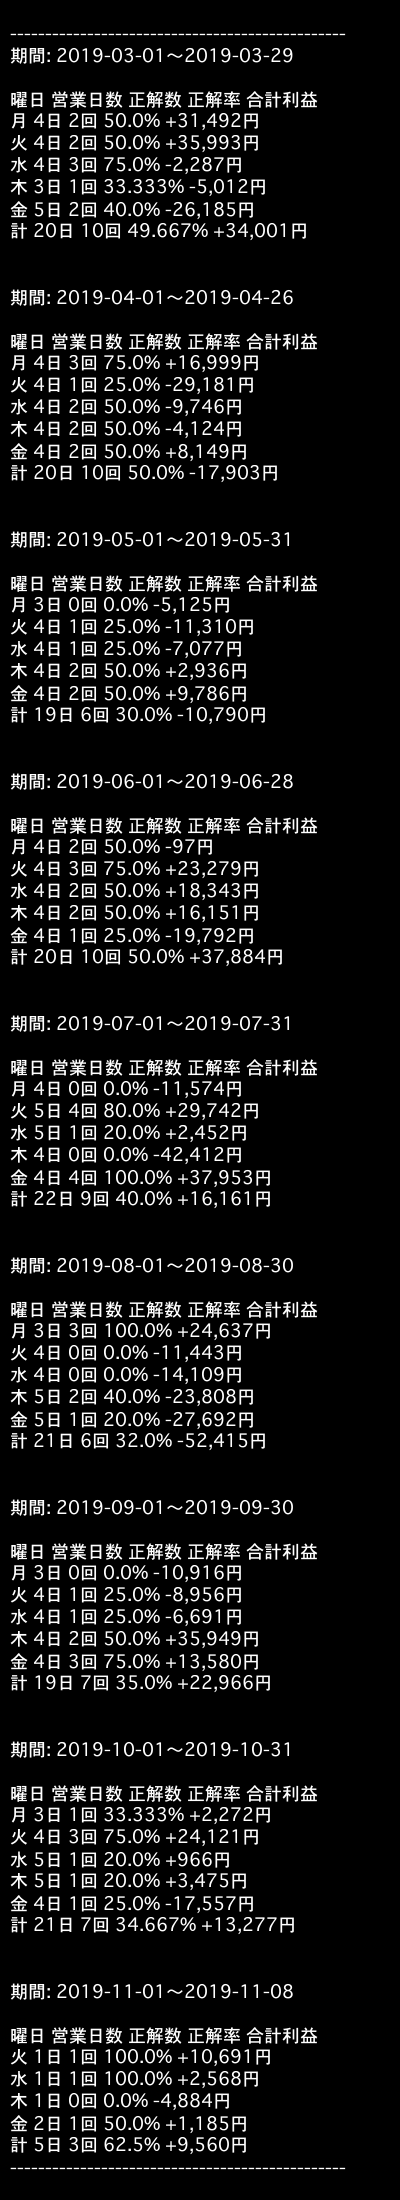 ------------------------------------------------
期間: 2019-03-01〜2019-03-29
曜日 営業日数 正解数 正解率 合計利益
月 4日 2回 50.0% +31,492円
火 4日 2回 50.0% +35,993円
水 4日 3回 75.0% -2,287円
木 3日 1回 33.333% -5,012円
金 5日 2回 40.0% -26,185円
計 20日 10回 49.667% +34,001円
期間: 2019-04-01〜2019-04-26
曜日 営業日数 正解数 正解率 合計利益
月 4日 3回 75.0% +16,999円
火 4日 1回 25.0% -29,181円
水 4日 2回 50.0% -9,746円
木 4日 2回 50.0% -4,124円
金 4日 2回 50.0% +8,149円
計 20日 10回 50.0% -17,903円
期間: 2019-05-01〜2019-05-31
曜日 営業日数 正解数 正解率 合計利益
月 3日 0回 0.0% -5,125円
火 4日 1回 25.0% -11,310円
水 4日 1回 25.0% -7,077円
木 4日 2回 50.0% +2,936円
金 4日 2回 50.0% +9,786円
計 19日 6回 30.0% -10,790円
期間: 2019-06-01〜2019-06-28
曜日 営業日数 正解数 正解率 合計利益
月 4日 2回 50.0% -97円
火 4日 3回 75.0% +23,279円
水 4日 2回 50.0% +18,343円
木 4日 2回 50.0% +16,151円
金 4日 1回 25.0% -19,792円
計 20日 10回 50.0% +37,884円
期間: 2019-07-01〜2019-07-31
曜日 営業日数 正解数 正解率 合計利益
月 4日 0回 0.0% -11,574円
火 5日 4回 80.0% +29,742円
水 5日 1回 20.0% +2,452円
木 4日 0回 0.0% -42,412円
金 4日 4回 100.0% +37,953円
計 22日 9回 40.0% +16,161円
期間: 2019-08-01〜2019-08-30
曜日 営業日数 正解数 正解率 合計利益
月 3日 3回 100.0% +24,637円
火 4日 0回 0.0% -11,443円
水 4日 0回 0.0% -14,109円
木 5日 2回 40.0% -23,808円
金 5日 1回 20.0% -27,692円
計 21日 6回 32.0% -52,415円
期間: 2019-09-01〜2019-09-30
曜日 営業日数 正解数 正解率 合計利益
月 3日 0回 0.0% -10,916円
火 4日 1回 25.0% -8,956円
水 4日 1回 25.0% -6,691円
木 4日 2回 50.0% +35,949円
金 4日 3回 75.0% +13,580円
計 19日 7回 35.0% +22,966円
期間: 2019-10-01〜2019-10-31
曜日 営業日数 正解数 正解率 合計利益
月 3日 1回 33.333% +2,272円
火 4日 3回 75.0% +24,121円
水 5日 1回 20.0% +966円
木 5日 1回 20.0% +3,475円
金 4日 1回 25.0% -17,557円
計 21日 7回 34.667% +13,277円
期間: 2019-11-01〜2019-11-08
曜日 営業日数 正解数 正解率 合計利益
火 1日 1回 100.0% +10,691円
水 1日 1回 100.0% +2,568円
木 1日 0回 0.0% -4,884円
金 2日 1回 50.0% +1,185円
計 5日 3回 62.5% +9,560円
------------------------------------------------